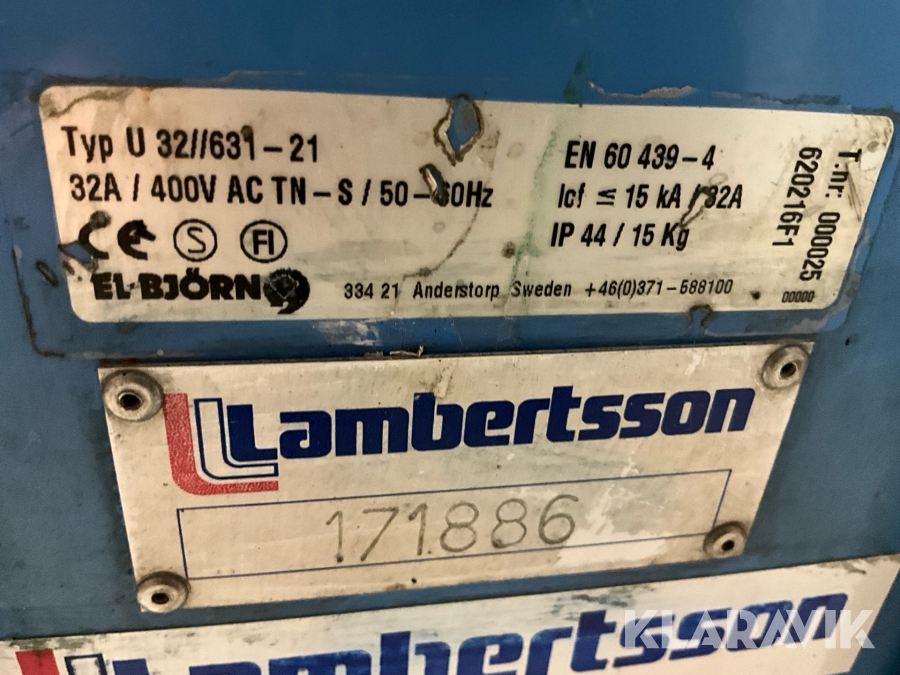 Typ U 32//631-21
32A / 400V AC TN-S / 50-60Hz
CE S FI
EL-BJÖRN
334 21 Anderstorp Sweden +46(0)371-588100
EN 60 439-4
Icf ≤ 15 kA / 32A
IP 44 / 15 Kg
T.nr: 000025
620216F1
00000
Lambertsson
171886
Lambertsson
KLARAVIK